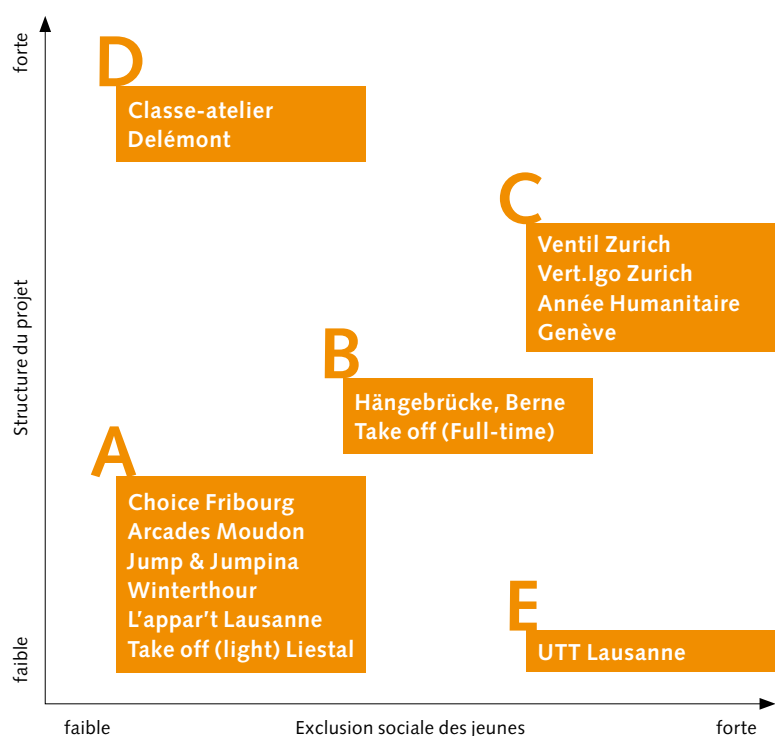 forte
Structure du projet
faible
D
Classe-atelier
Delémont
C
Ventil Zurich
Vert.Igo Zurich
Année Humanitaire
Genève
B
Hängebrücke, Berne
Take off (Full-time)
A
Choice Fribourg
Arcades Moudon
Jump & Jumpina
Winterthour
L'appar't Lausanne
Take off (light) Liestal
E
UTT Lausanne
faible
Exclusion sociale des jeunes
forte